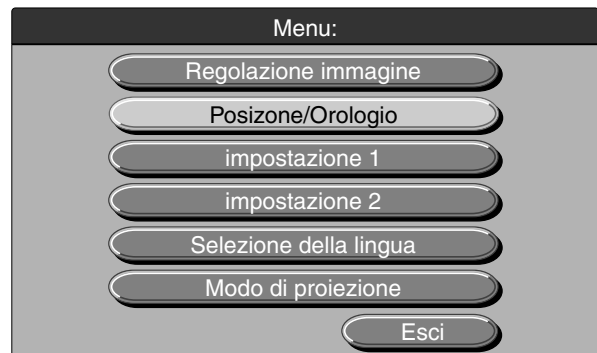 Menu:
Regolazione immagine
Posizone/Orologio
impostazione 1
impostazione 2
Selezione della lingua
Modo di proiezione
Esci